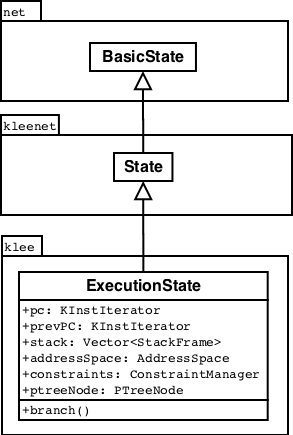 net
BasicState
kleenet
State
klee
ExecutionState
+pc: KInstIterator
+prevPC: KInstIterator
+stack: Vector<StackFrame>
+addressSpace: AddressSpace
+constraints: ConstraintManager
+ptreeNode: PTreeNode
+branch()